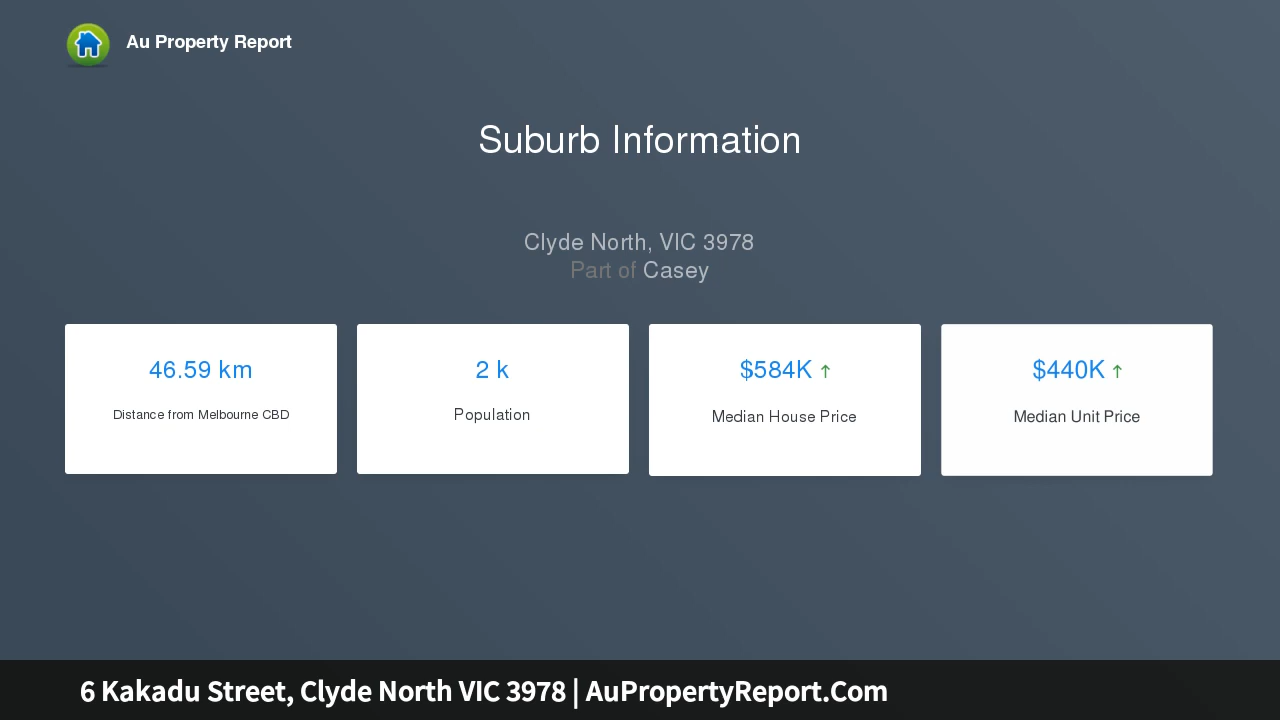 Au Property Report
Suburb Information
Clyde North, VIC 3978
Part of Casey
46.59 km
Distance from Melbourne CBD
2 k
Population
$584K ↑
Median House Price
$440K ↑
Median Unit Price
6 Kakadu Street, Clyde North VIC 3978 | AuPropertyReport.Com